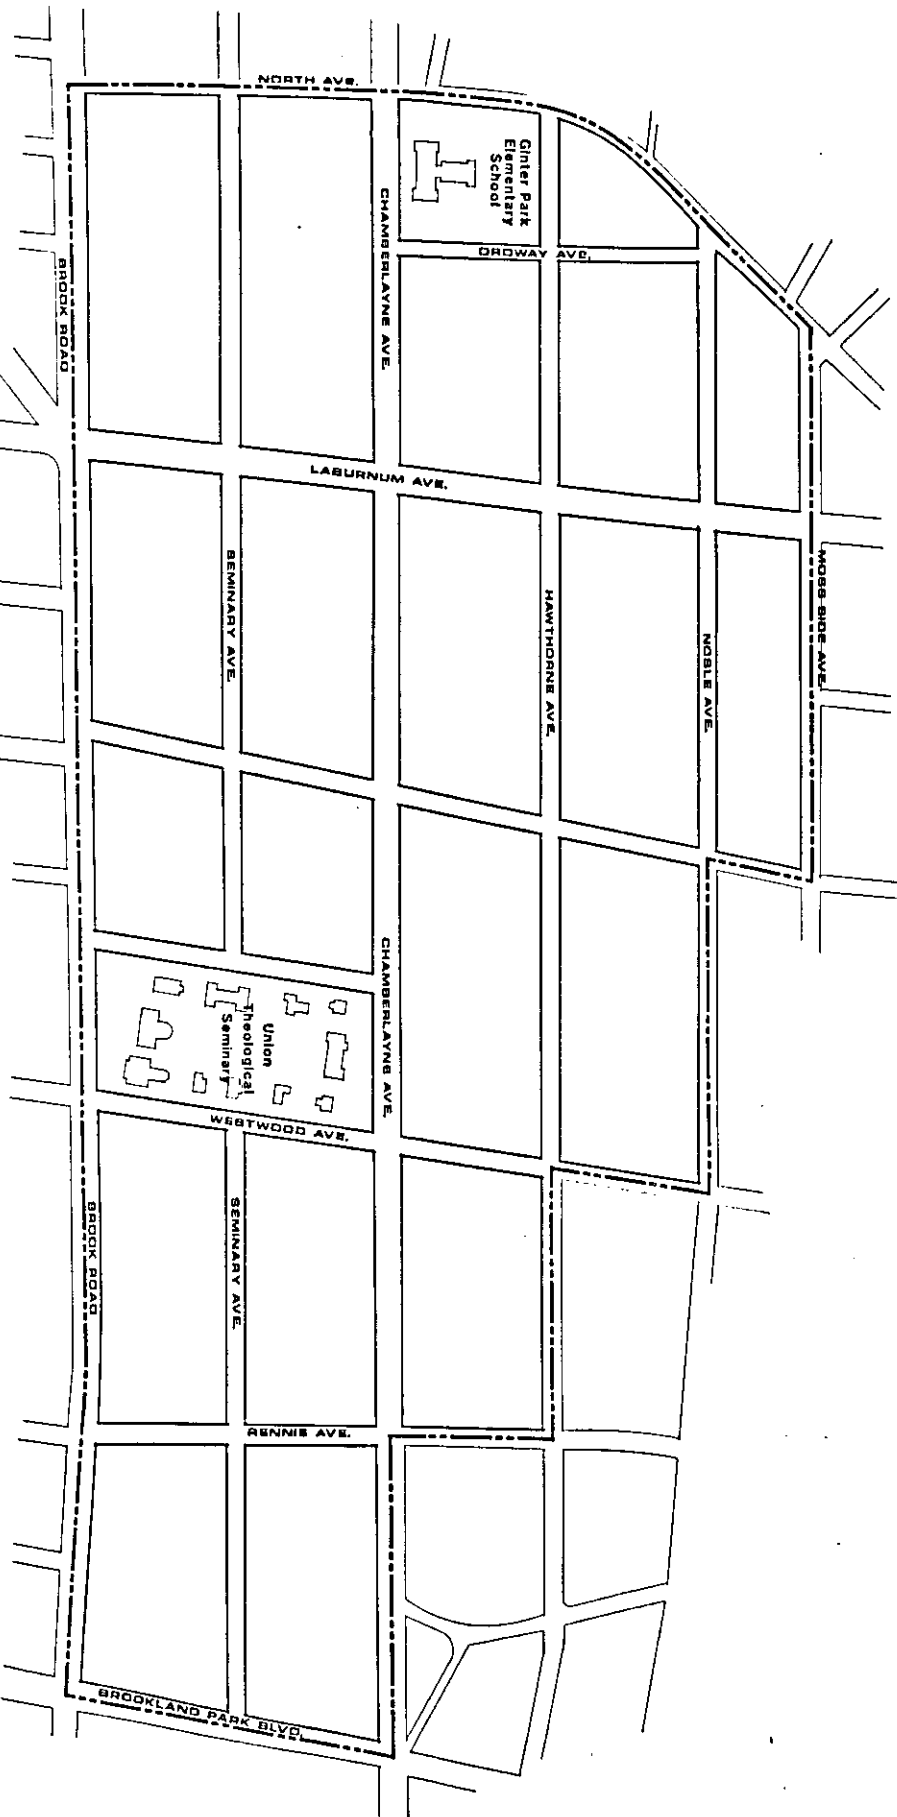 NORTH AVE.
Ginter Park
Elementary
School
CHAMBERLAYNE AVE.
ORDWAY AVE.
BROOK ROAD
LABURNUM AVE.
SEMINARY AVE.
HAWTHORNE AVE.
NOBLE AVE.
MOSS SIDE AVE.
CHAMBERLAYNE AVE.
Union
Theological
Seminary
WESTWOOD AVE.
BROOK ROAD
SEMINARY AVE.
RENNIE AVE.
BROOKLAND PARK BLVD.